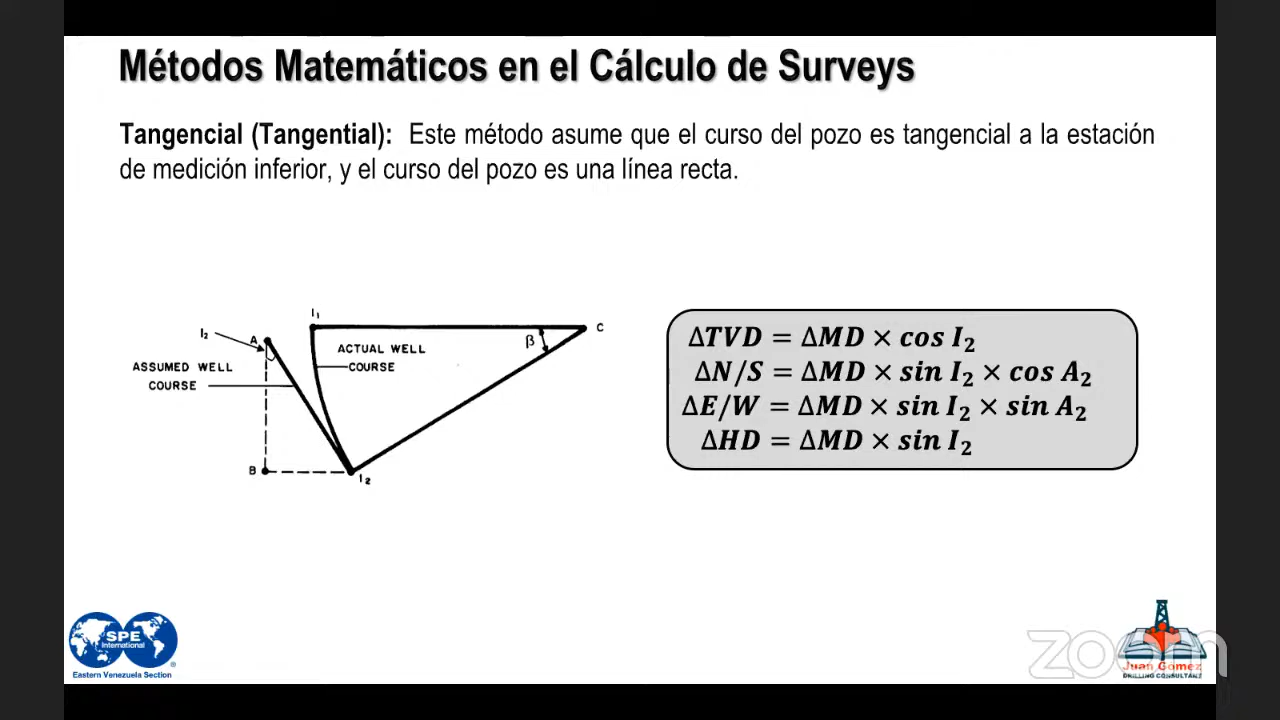 Métodos Matemáticos en el Cálculo de Surveys
Tangencial (Tangential): Este método asume que el curso del pozo es tangencial a la estación
de medición inferior, y el curso del pozo es una línea recta.
I₁
I₂
A
C
β
ACTUAL WELL
COURSE
ASSUMED WELL
COURSE
B
I₂
ΔTVD = ΔMD × cos I₂
ΔN/S = ΔMD × sin I₂ × cos A₂
ΔE/W = ΔMD × sin I₂ × sin A₂
ΔHD = ΔMD × sin I₂
SPE
International
Eastern Venezuela Section
zoom
Juan Gómez
DRILLING CONSULTANT